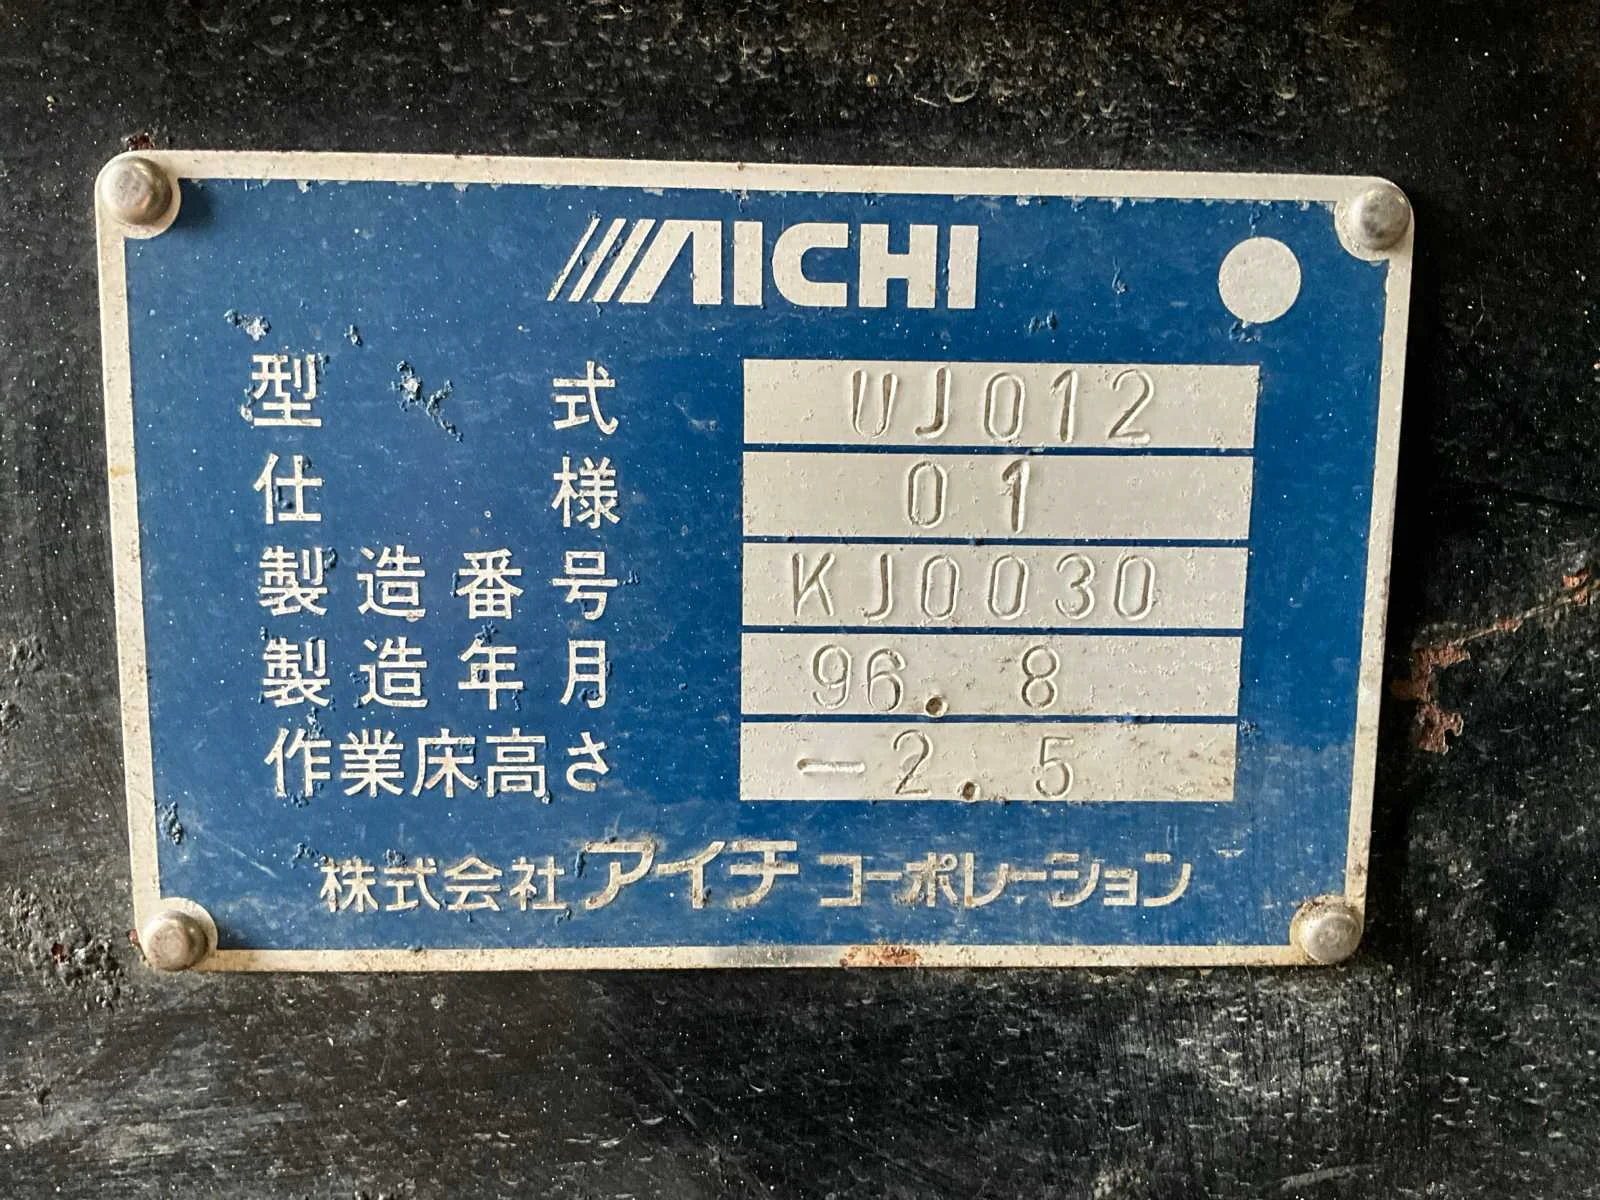 AICHI
型式 UJ012
仕様 01
製造番号 KJ0030
製造年月 96.8
作業床高さ -2.5
株式会社アイチコーポレーション